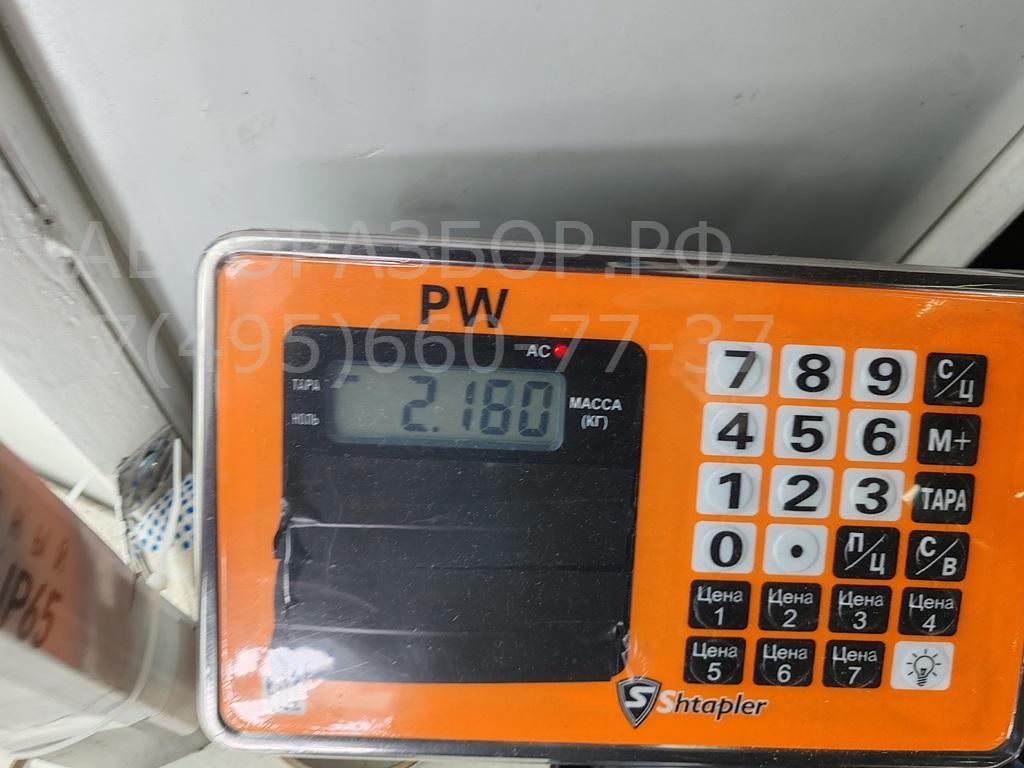 АВТОРАЗБОР.РФ
7(495)660-77-37
PW
AC
ТАРА
НОЛЬ
2.180
МАССА
(КГ)
7 8 9 С/Ц
4 5 6 М+
1 2 3 ТАРА
0 • П/Ц С/В
Цена 1 Цена 2 Цена 3 Цена 4
Цена 5 Цена 6 Цена 7
Shtapler
ВЫЙ
IP65